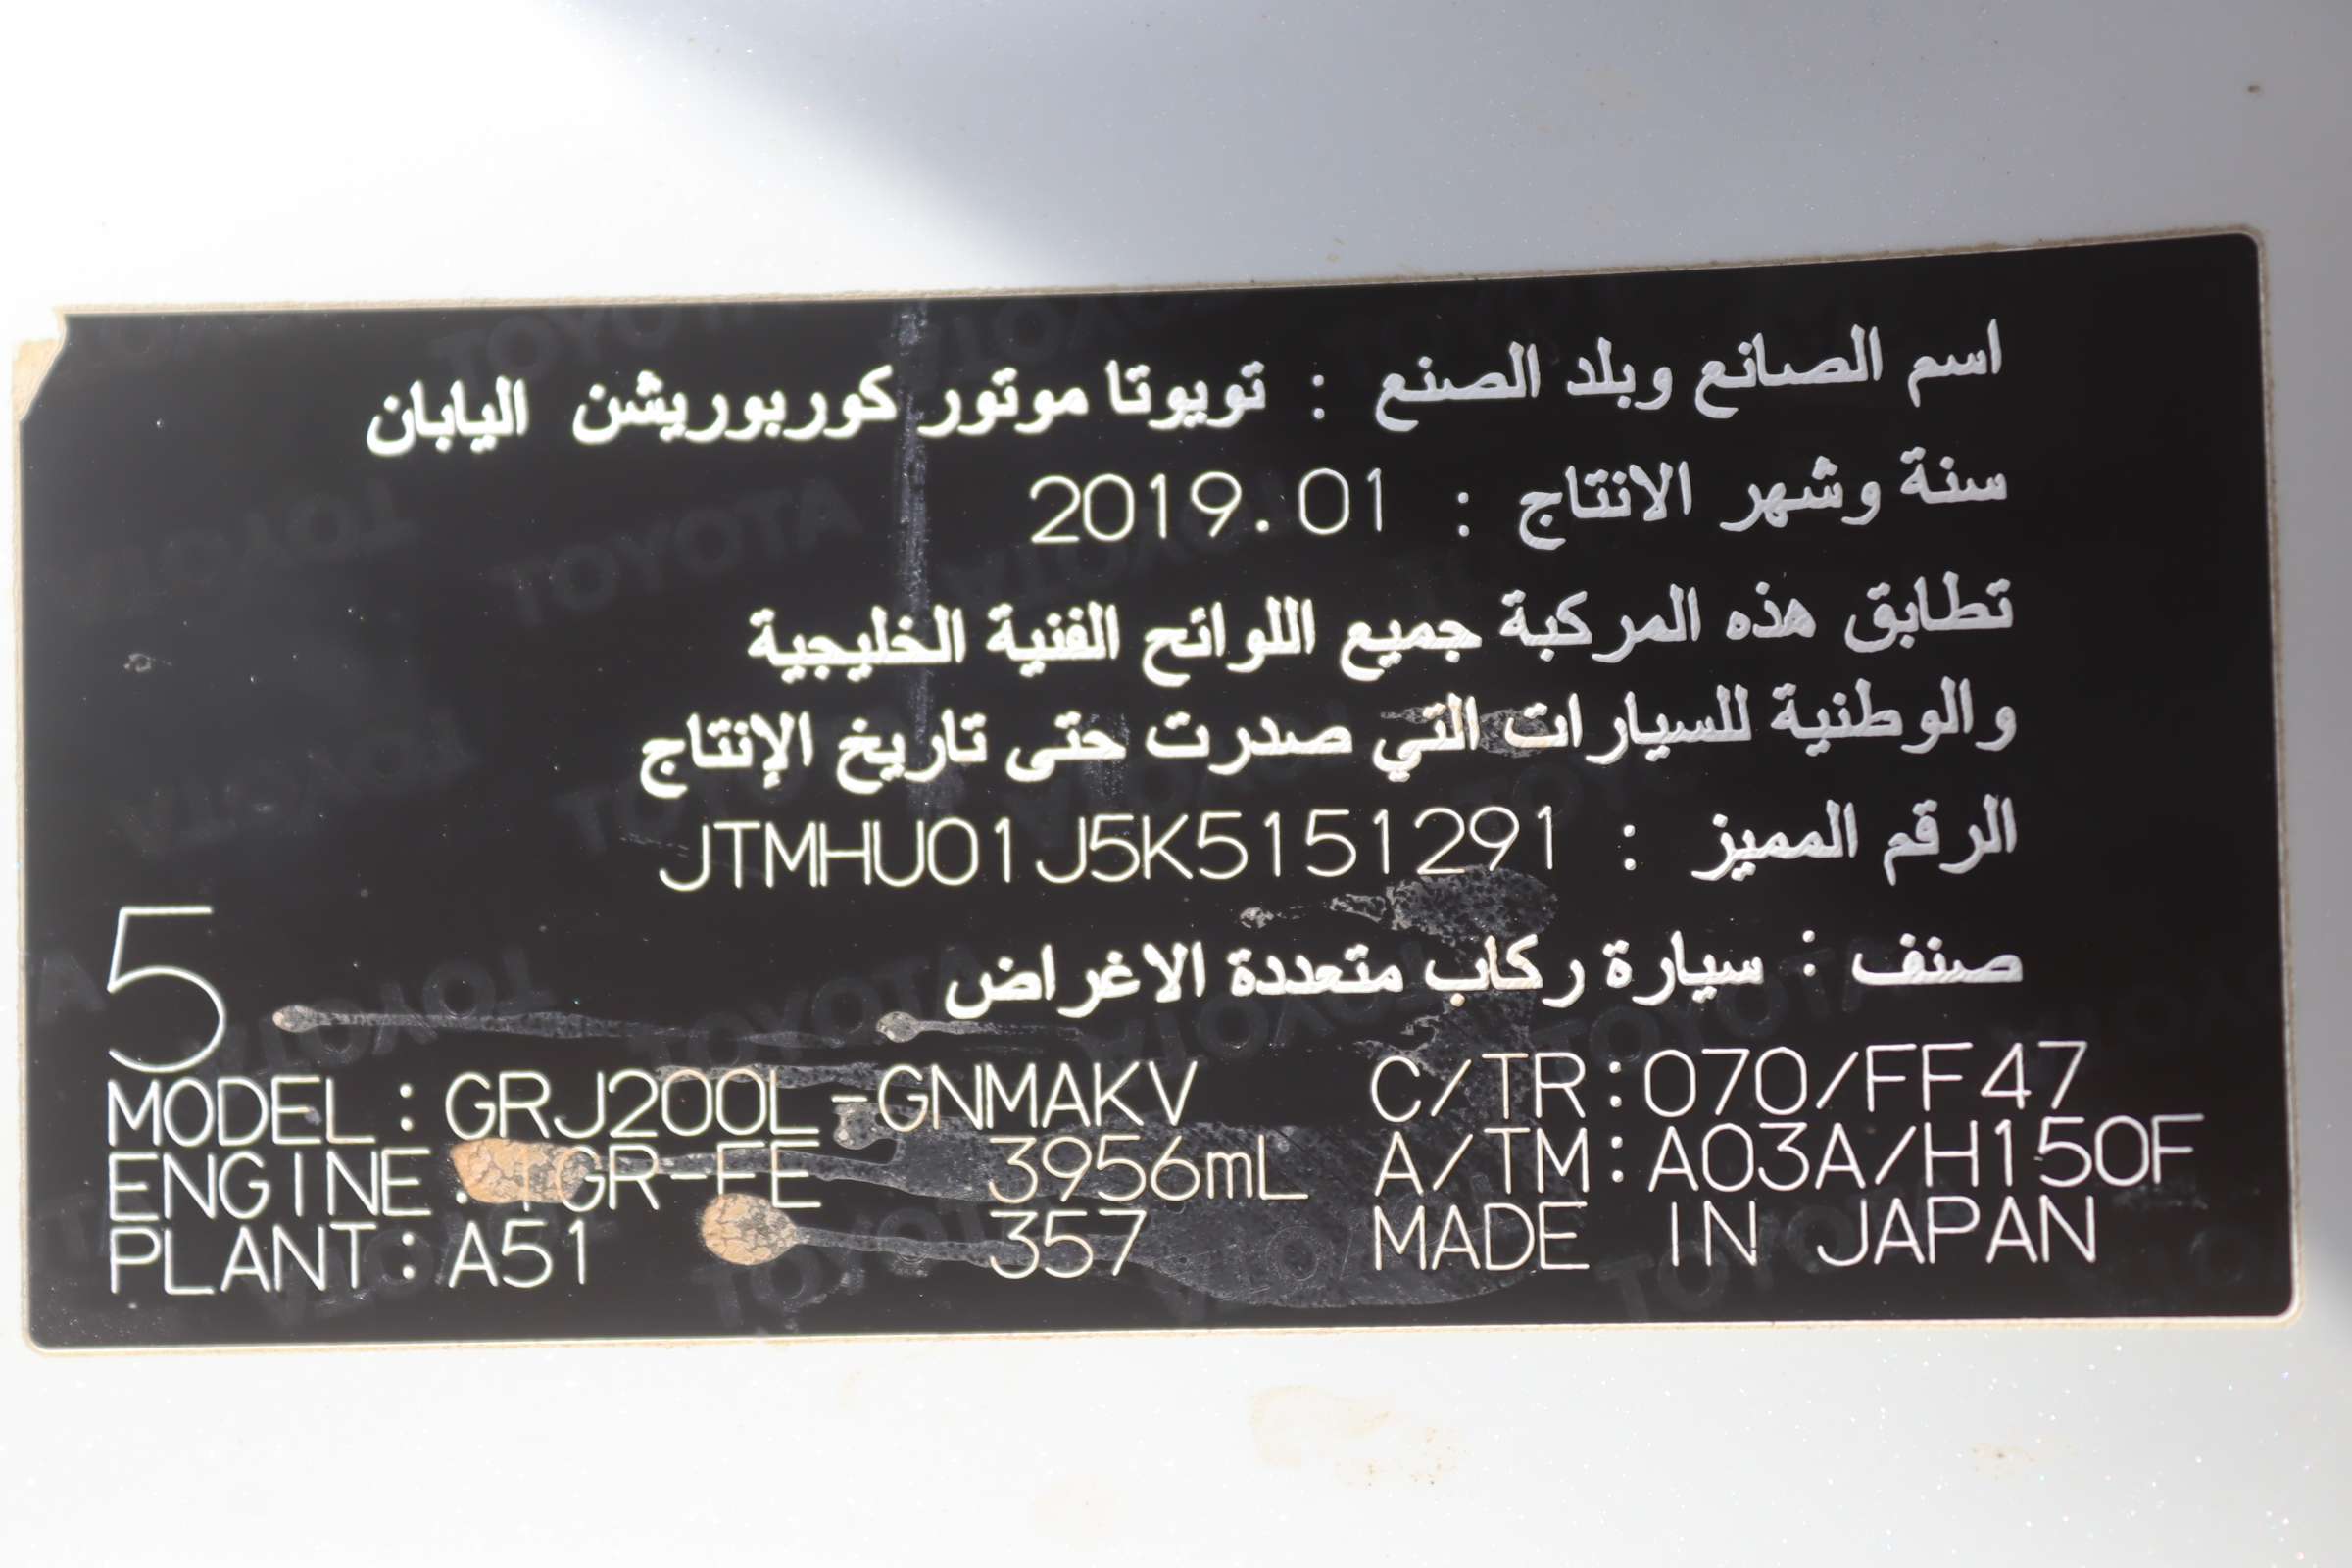 اسم الصانع وبلد الصنع : تويوتا موتور كوربوريشن اليابان
سنة وشهر الانتاج : 2019.01
تطابق هذه المركبة جميع اللوائح الفنية الخليجية
والوطنية للسيارات التي صدرت حتى تاريخ الإنتاج
الرقم المميز : JTMHU01J5K5151291
صنف : سيارة ركاب متعددة الاغراض
5
MODEL: GRJ200L-GNMAKV C/TR:070/FF47
ENGINE: 3956mL A/TM:A03A/H150F
PLANT: A51 357 MADE IN JAPAN